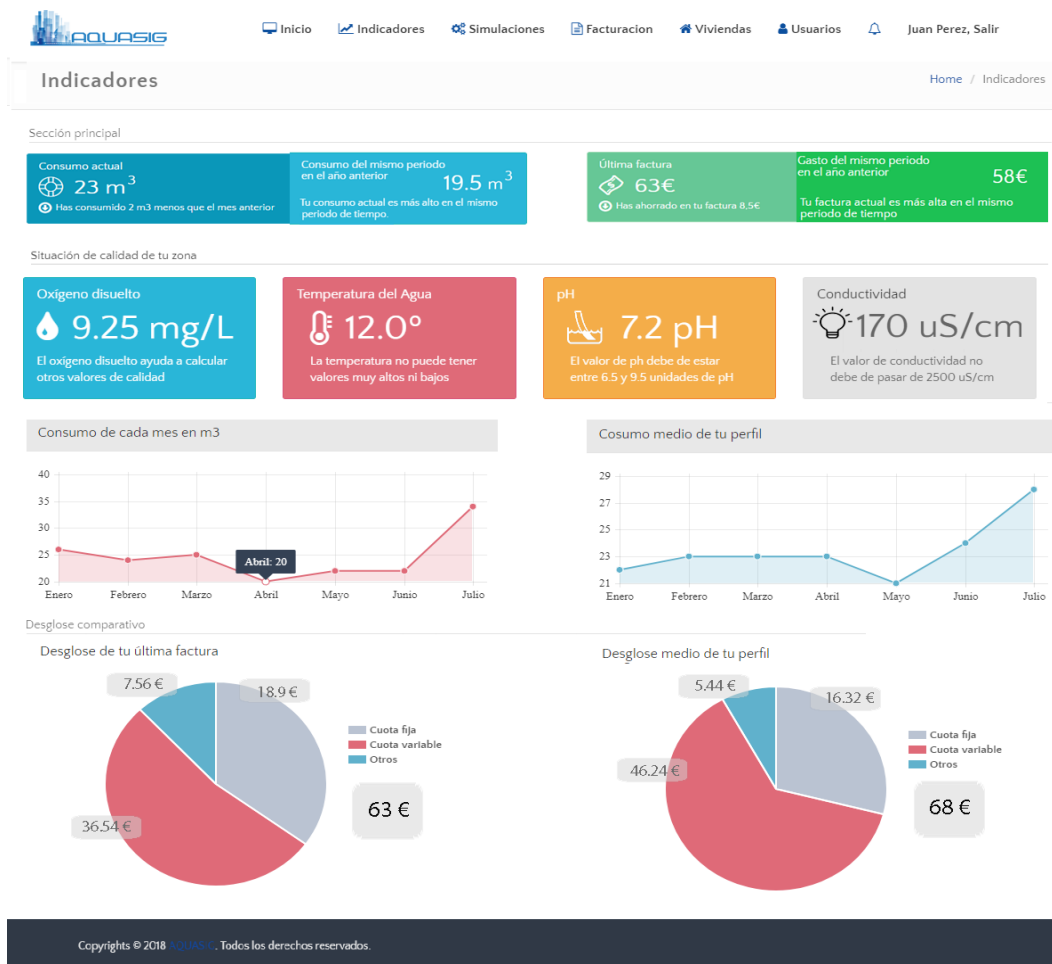 AQUASIG
Inicio Indicadores Simulaciones Facturacion Viviendas Usuarios Juan Perez, Salir
Indicadores
Home / Indicadores
Sección principal
Consumo actual
23 m3
Has consumido 2 m3 menos que el mes anterior
Consumo del mismo periodo
en el año anterior
19.5 m3
Tu consumo actual es más alto en el mismo
periodo de tiempo.
Última factura
63€
Has ahorrado en tu factura 8,5€
Gasto del mismo periodo
en el año anterior
58€
Tu factura actual es más alta en el mismo
periodo de tiempo
Situación de calidad de tu zona
Oxígeno disuelto
9.25 mg/L
El oxígeno disuelto ayuda a calcular
otros valores de calidad
Temperatura del Agua
12.0º
La temperatura no puede tener
valores muy altos ni bajos
pH
7.2 pH
El valor de ph debe de estar
entre 6.5 y 9.5 unidades de pH
Conductividad
170 uS/cm
El valor de conductividad no
debe de pasar de 2500 uS/cm
Consumo de cada mes en m3
40
35
30
25
20
Abril: 20
Enero Febrero Marzo Abril Mayo Junio Julio
Cosumo medio de tu perfil
29
27
25
23
21
Enero Febrero Marzo Abril Mayo Junio Julio
Desglose comparativo
Desglose de tu última factura
7.56 €
18.9 €
36.54 €
Cuota fija
Cuota variable
Otros
63 €
Desglose medio de tu perfil
5.44 €
16.32 €
46.24 €
Cuota fija
Cuota variable
Otros
68 €
Copyrights © 2018 AQUASIG. Todos los derechos reservados.